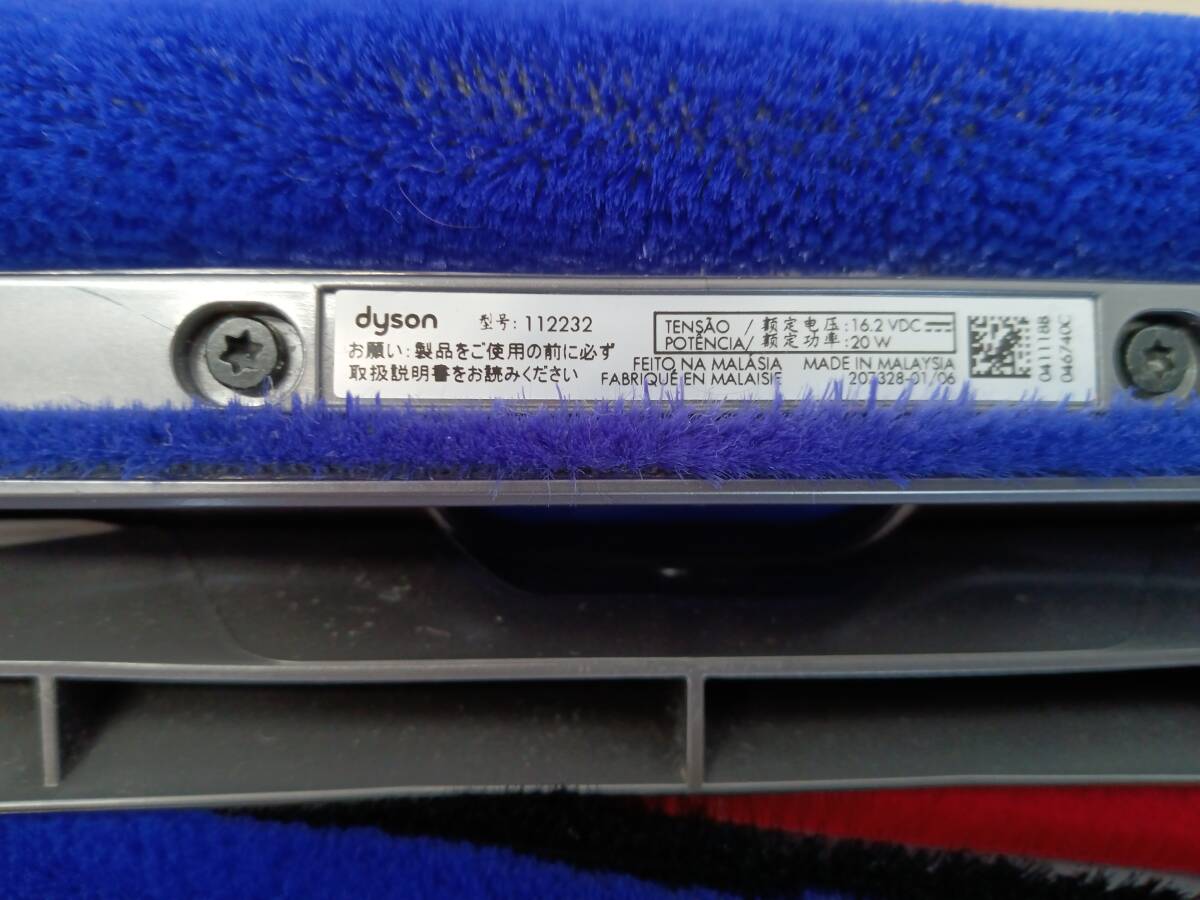 dyson 型号:112232
お願い:製品をご使用の前に必ず
取扱説明書をお読みください
TENSÃO / 额定电压:16.2 VDC
POTÊNCIA/ 额定功率:20 W
FEITO NA MALÁSIA MADE IN MALAYSIA
FABRIQUÉ EN MALAISIE 207328-01/06
041118B
046740C